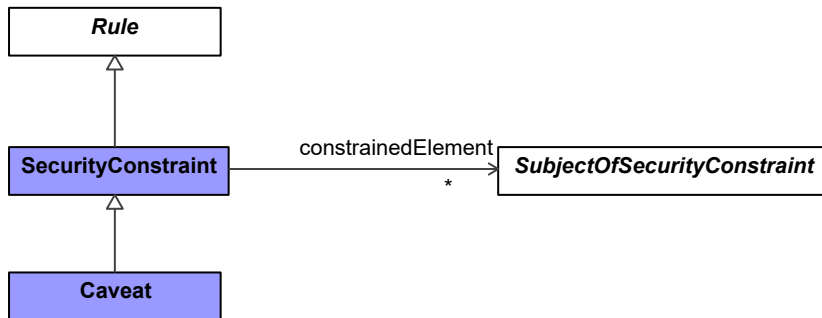 Rule
constrainedElement
SecurityConstraint
SubjectOfSecurityConstraint
*
Caveat